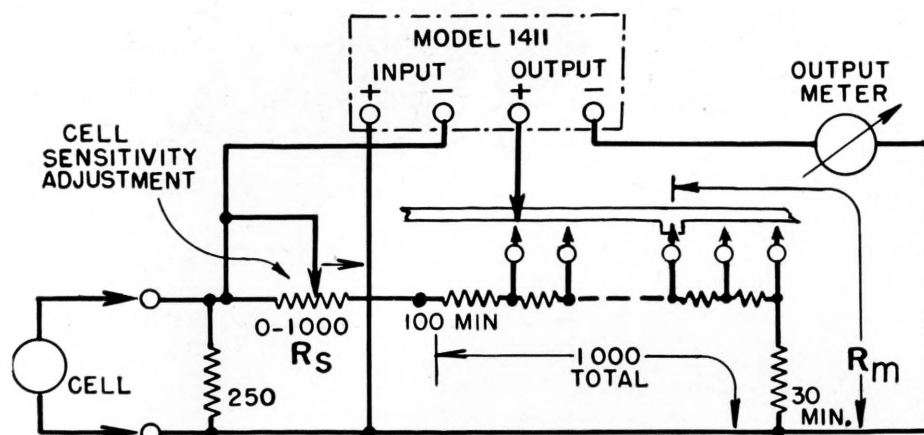 MODEL 1411
INPUT OUTPUT
+ − + −
OUTPUT
METER
CELL
SENSITIVITY
ADJUSTMENT
0-1000
R_S
100 MIN
1000
TOTAL
R_m
CELL
250
30
MIN.